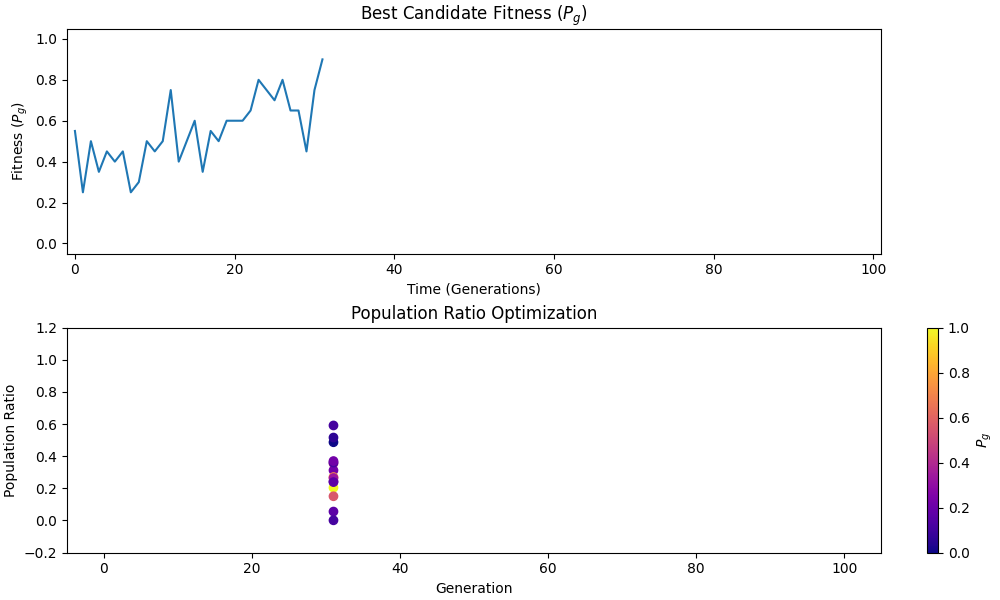 Best Candidate Fitness (P_g)
Fitness (P_g)
1.0
0.8
0.6
0.4
0.2
0.0
0 20 40 60 80 100
Time (Generations)
Population Ratio Optimization
Population Ratio
1.2
1.0
0.8
0.6
0.4
0.2
0.0
−0.2
0 20 40 60 80 100
Generation
1.0
0.8
0.6
0.4
0.2
0.0
P_g